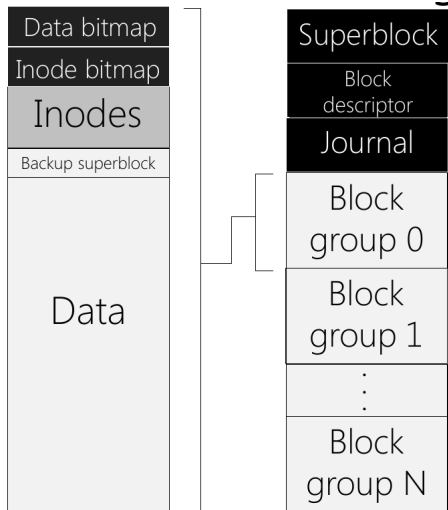 Data bitmap
Inode bitmap
Inodes
Backup superblock
Data
Superblock
Block
descriptor
Journal
Block
group 0
Block
group 1
.
.
.
Block
group N